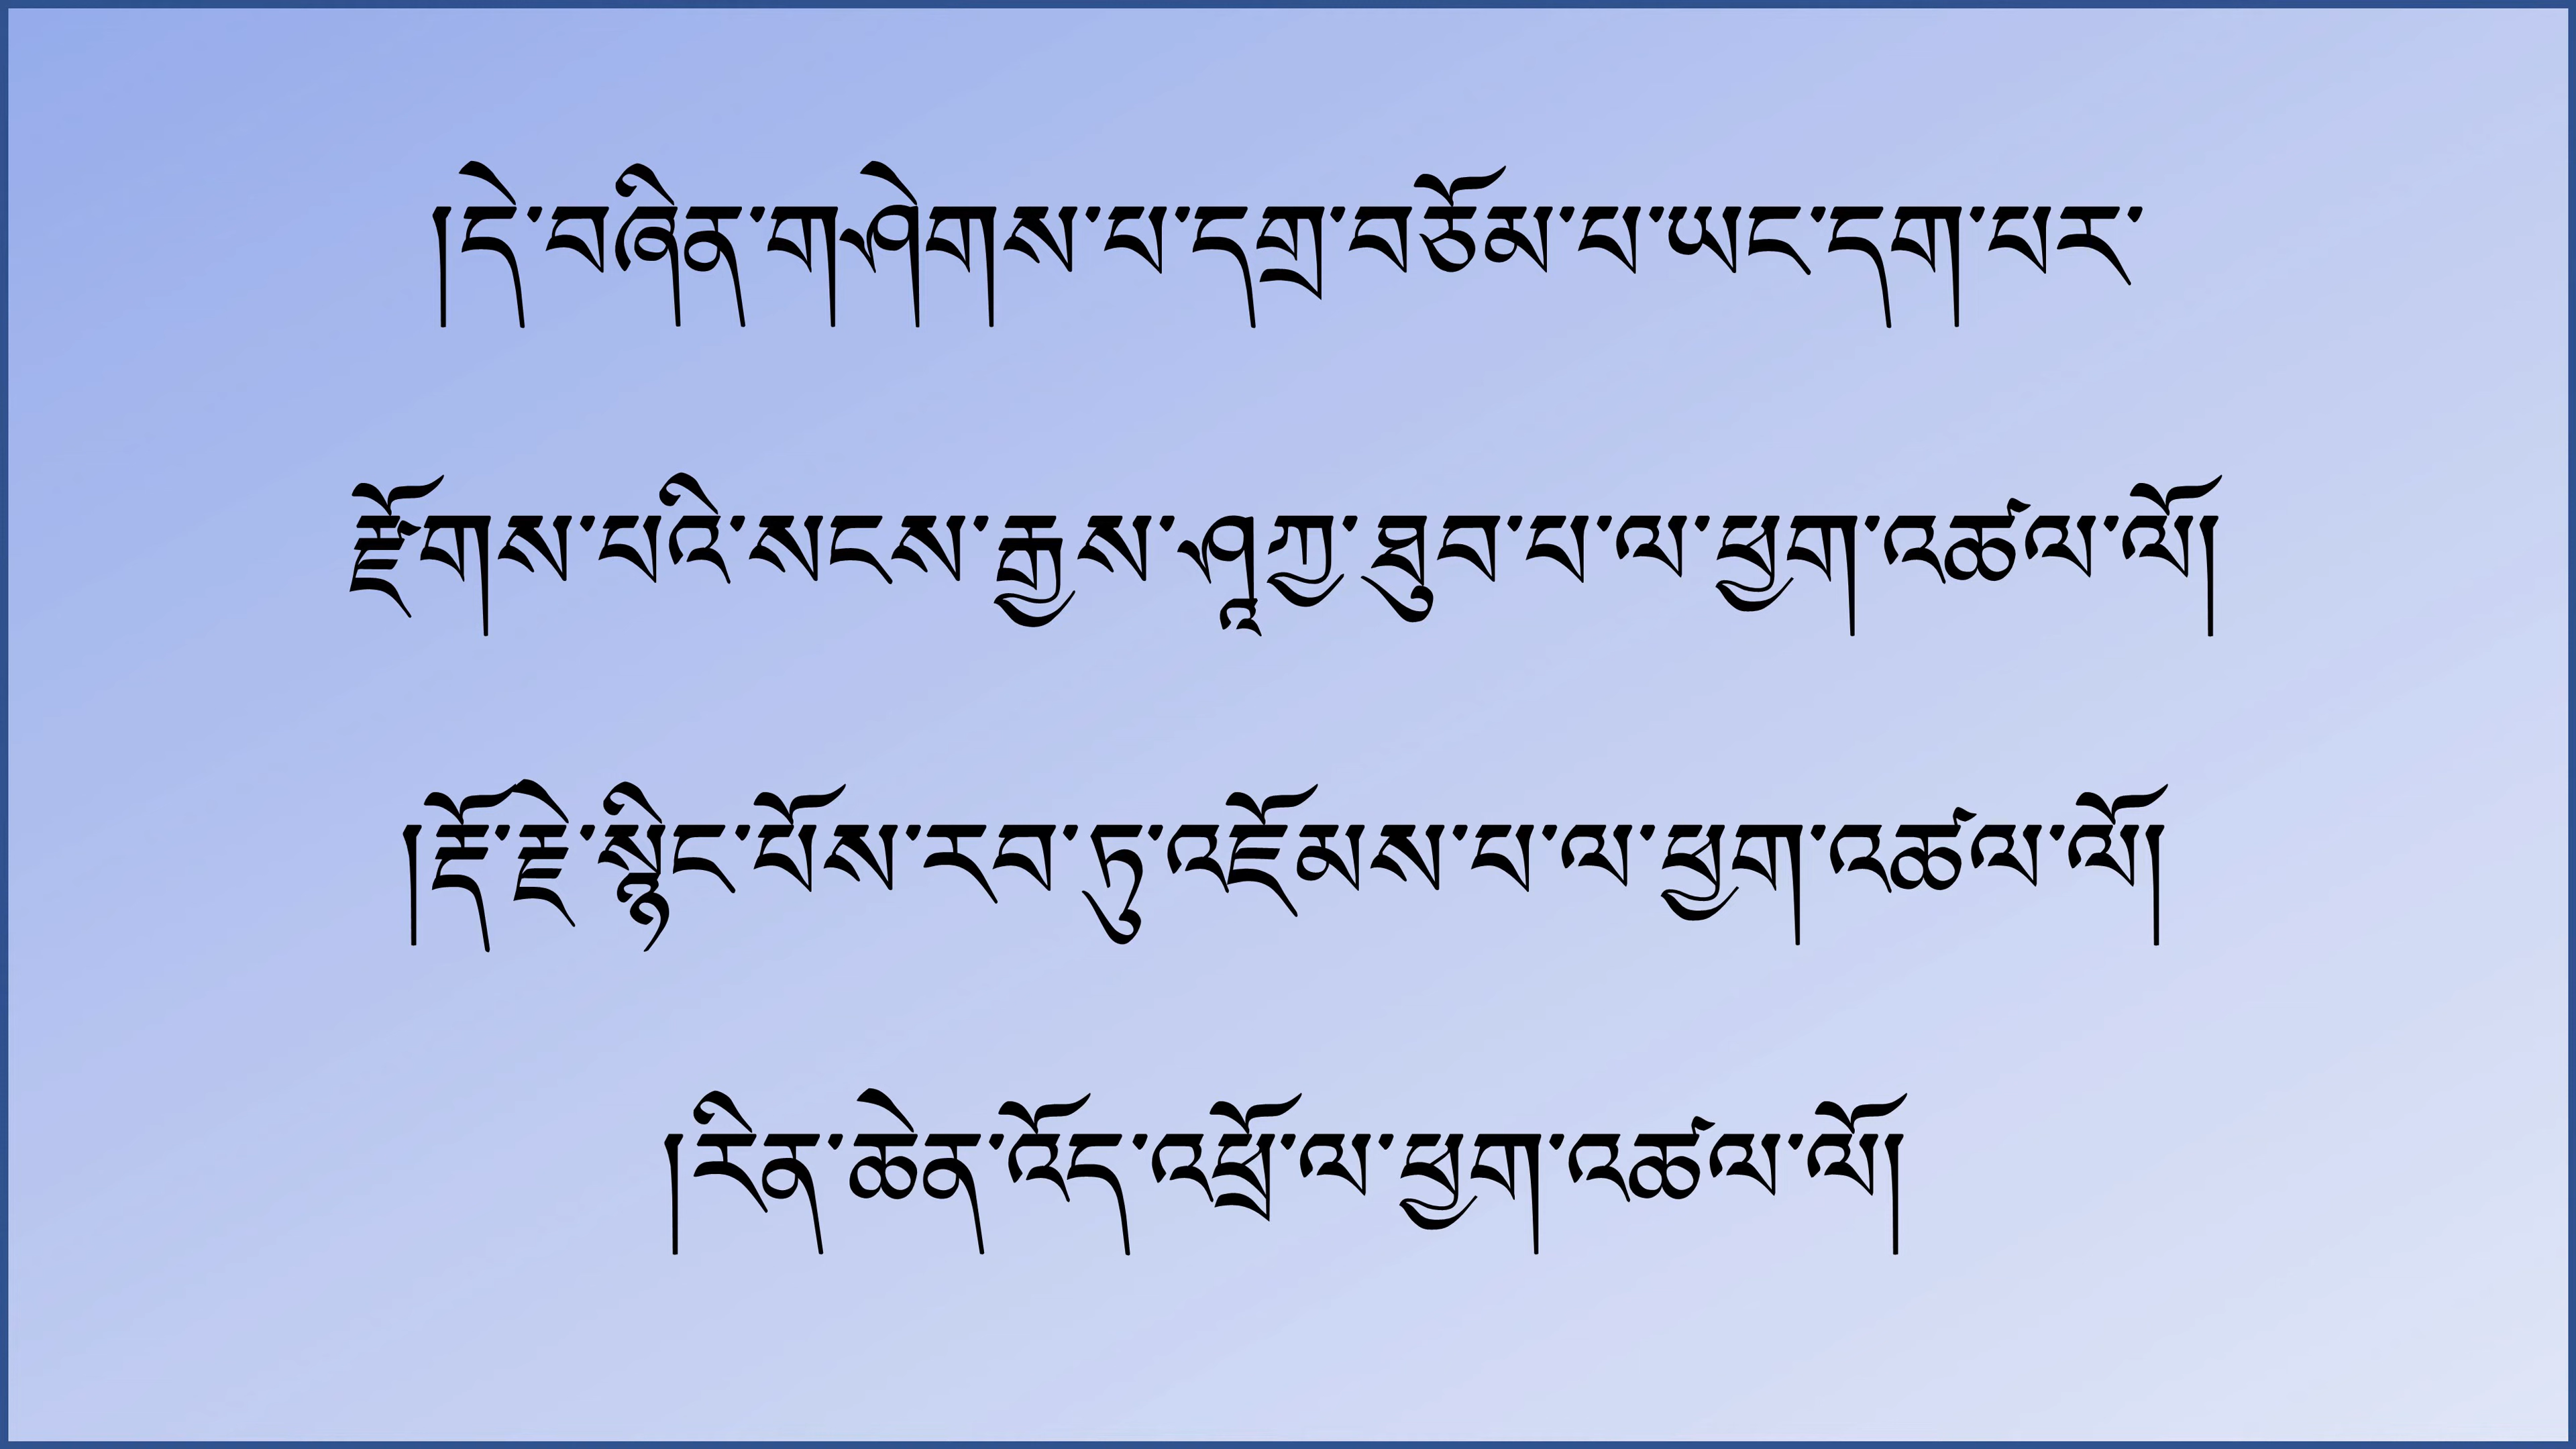 །དེ་བཞིན་གཤེགས་པ་དགྲ་བཅོམ་པ་ཡང་དག་པར་
རྫོགས་པའི་སངས་རྒྱས་ཤཱཀྱ་ཐུབ་པ་ལ་ཕྱག་འཚལ་ལོ།
།རྡོ་རྗེ་སྙིང་པོས་རབ་ཏུ་འཇོམས་པ་ལ་ཕྱག་འཚལ་ལོ།
།རིན་ཆེན་འོད་འཕྲོ་ལ་ཕྱག་འཚལ་ལོ།